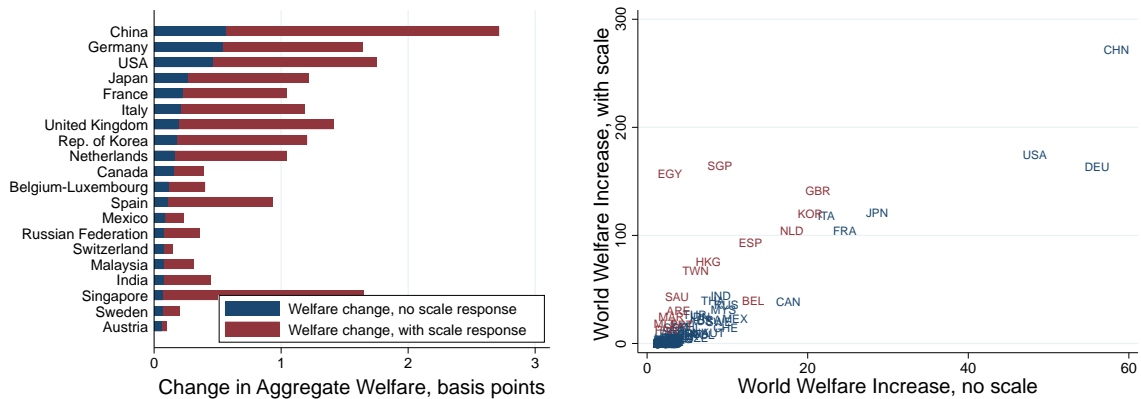 China
Germany
USA
Japan
France
Italy
United Kingdom
Rep. of Korea
Netherlands
Canada
Belgium-Luxembourg
Spain
Mexico
Russian Federation
Switzerland
Malaysia
India
Singapore
Sweden
Austria
Welfare change, no scale response
Welfare change, with scale response
0 1 2 3
Change in Aggregate Welfare, basis points
World Welfare Increase, with scale
300
200
100
0
CHN
USA
DEU
SGP
EGY
GBR
KOR
ITA
JPN
NLD
FRA
ESP
HKG
TWN
SAU
IND
BEL
CAN
MEX
CHE
0 20 40 60
World Welfare Increase, no scale